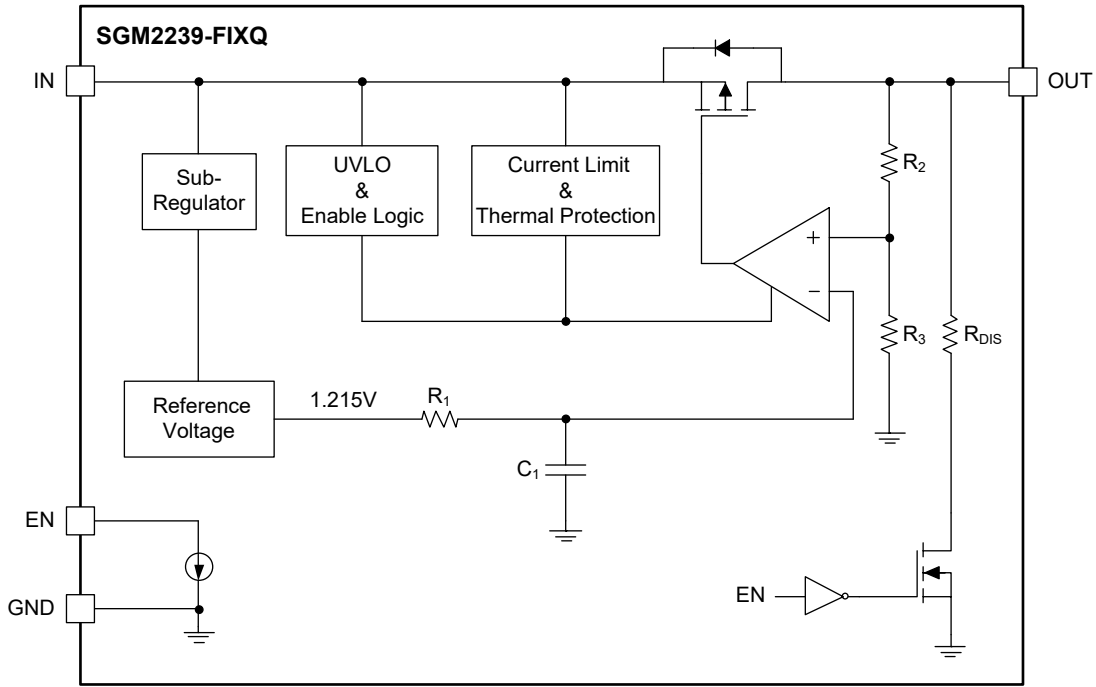 SGM2239-FIXQ
IN
OUT
Sub-
Regulator
UVLO
&
Enable Logic
Current Limit
&
Thermal Protection
R2
+
−
R3
RDIS
Reference
Voltage
1.215V
R1
C1
EN
GND
EN